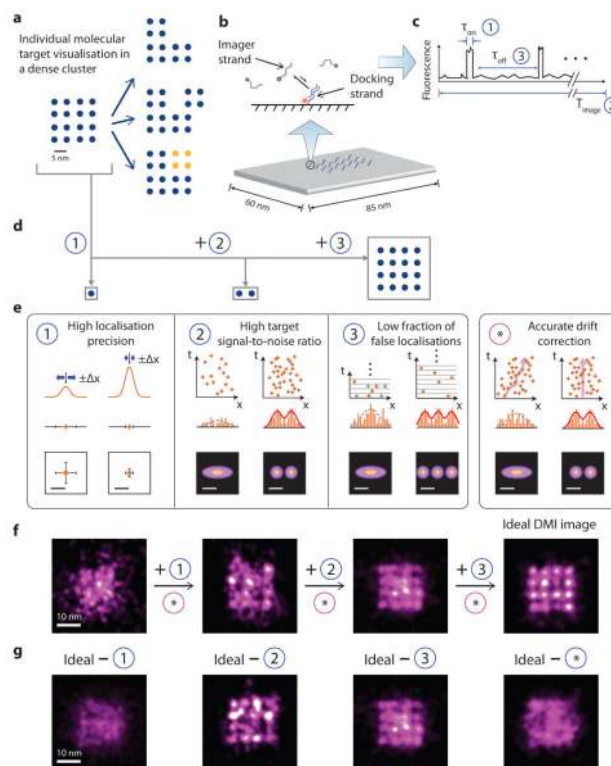 a
Individual molecular
target visualisation in
a dense cluster
5 nm
b
Imager
strand
Docking
strand
60 nm
85 nm
c
Fluorescence
τon
1
τoff
3
Timage
d
1
+ 2
+ 3
e
1
High localisation
precision
±Δx
±Δx
2
High target
signal-to-noise ratio
t
x
t
x
3
Low fraction of
false localisations
t
x
t
x
*
Accurate drift
correction
t
x
t
x
f
Ideal DMI image
10 nm
+ 1
*
+ 2
*
+ 3
*
g
Ideal – 1
Ideal – 2
Ideal – 3
Ideal – *
10 nm